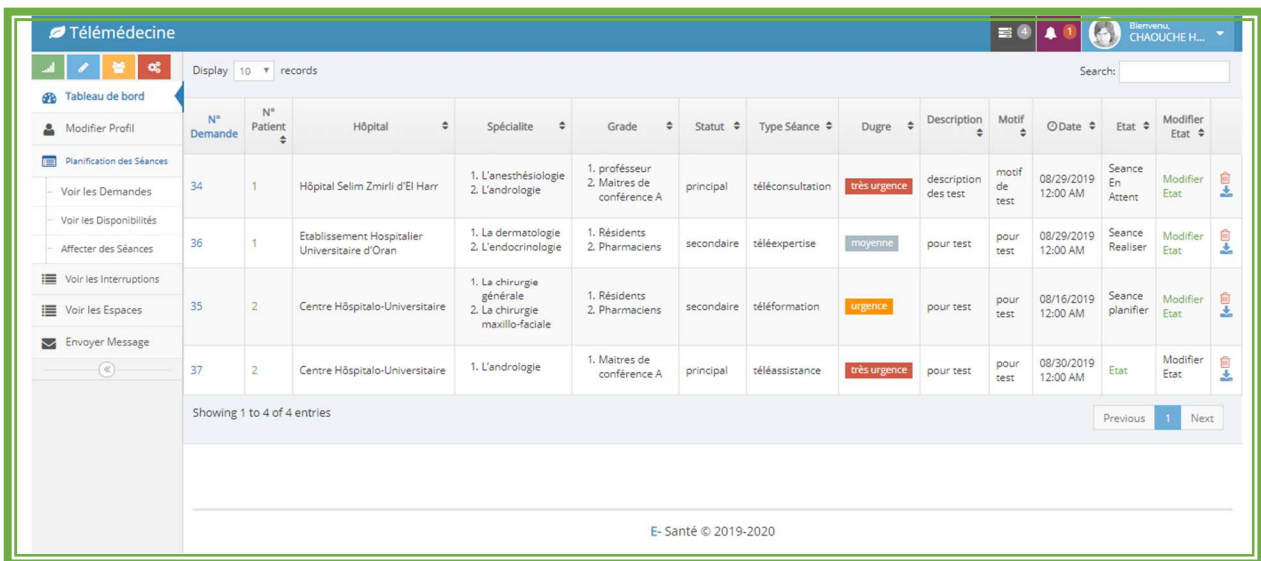 Télémédecine
4
1
Bienvenu,
CHAOUCHE H...
Display 10 records
Search:
Tableau de bord
Modifier Profil
Planification des Séances
Voir les Demandes
Voir les Disponibilités
Affecter des Séances
Voir les Interruptions
Voir les Espaces
Envoyer Message
N° Demande N° Patient Hôpital Spécialite Grade Statut Type Séance Dugre Description Motif Date Etat Modifier Etat
34 1 Hôpital Selim Zmirli d'El Harr 1. L'anesthésiologie 2. L'andrologie 1. proféssseur 2. Maitres de conférence A principal téléconsultation très urgence description des test motif de test 08/29/2019 12:00 AM Seance En Attent Modifier Etat
36 1 Etablissement Hospitalier Universitaire d'Oran 1. La dermatologie 2. L'endocrinologie 1. Résidents 2. Pharmaciens secondaire téléexpertise moyenne pour test pour test 08/29/2019 12:00 AM Seance Realiser Modifier Etat
35 2 Centre Hôspitalo-Universitaire 1. La chirurgie générale 2. La chirurgie maxillo-faciale 1. Résidents 2. Pharmaciens secondaire téléformation urgence pour test pour test 08/16/2019 12:00 AM Seance planifier Modifier Etat
37 2 Centre Hôspitalo-Universitaire 1. L'andrologie 1. Maitres de conférence A principal téléassistance très urgence pour test pour test 08/30/2019 12:00 AM Etat Modifier Etat
Showing 1 to 4 of 4 entries
Previous 1 Next
E- Santé © 2019-2020